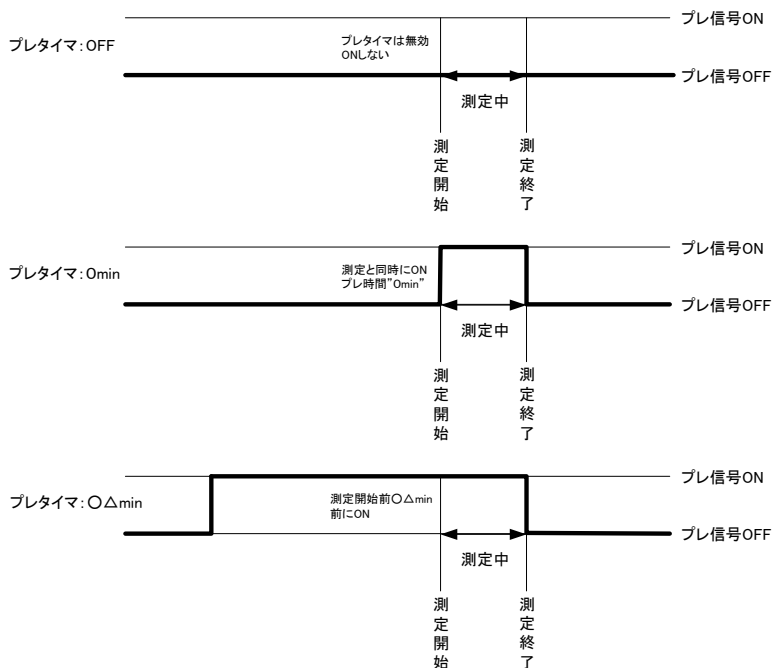 プレ信号ON
プレタイマ:OFF
プレタイマは無効
ONしない
プレ信号OFF
測定中
測定開始
測定終了
プレ信号ON
プレタイマ:0min
測定と同時にON
プレ時間"0min"
プレ信号OFF
測定中
測定開始
測定終了
プレ信号ON
プレタイマ:○△min
測定開始前○△min
前にON
プレ信号OFF
測定中
測定開始
測定終了